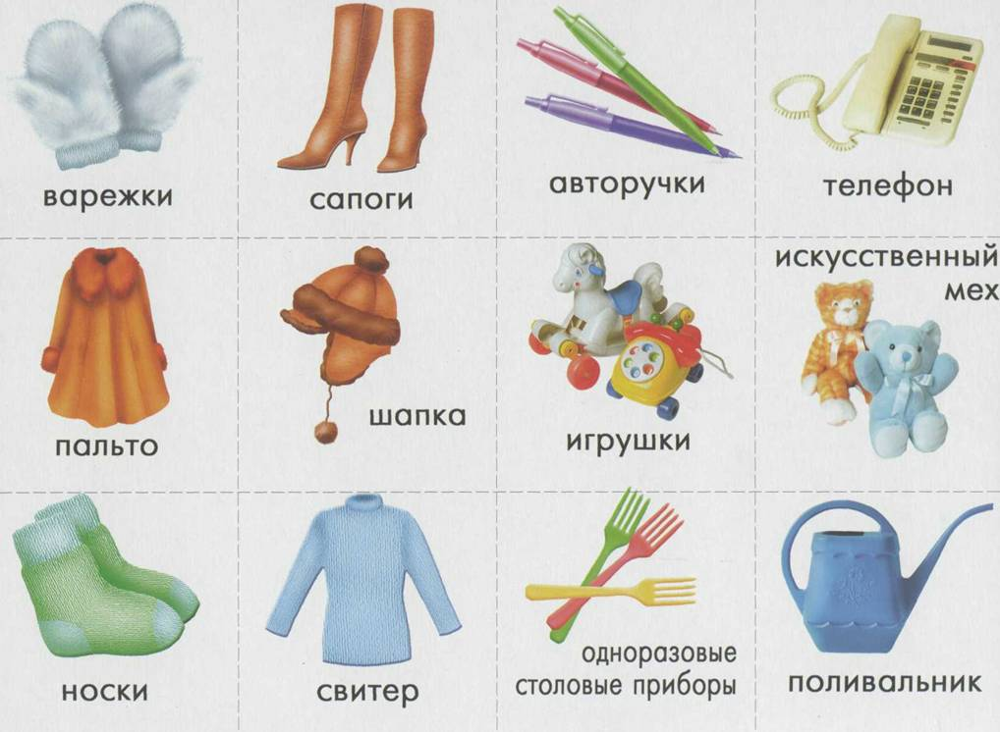 варежки
сапоги
авторучки
телефон
пальто
шапка
игрушки
искусственный
мех
носки
свитер
одноразовые
столовые приборы
поливальник